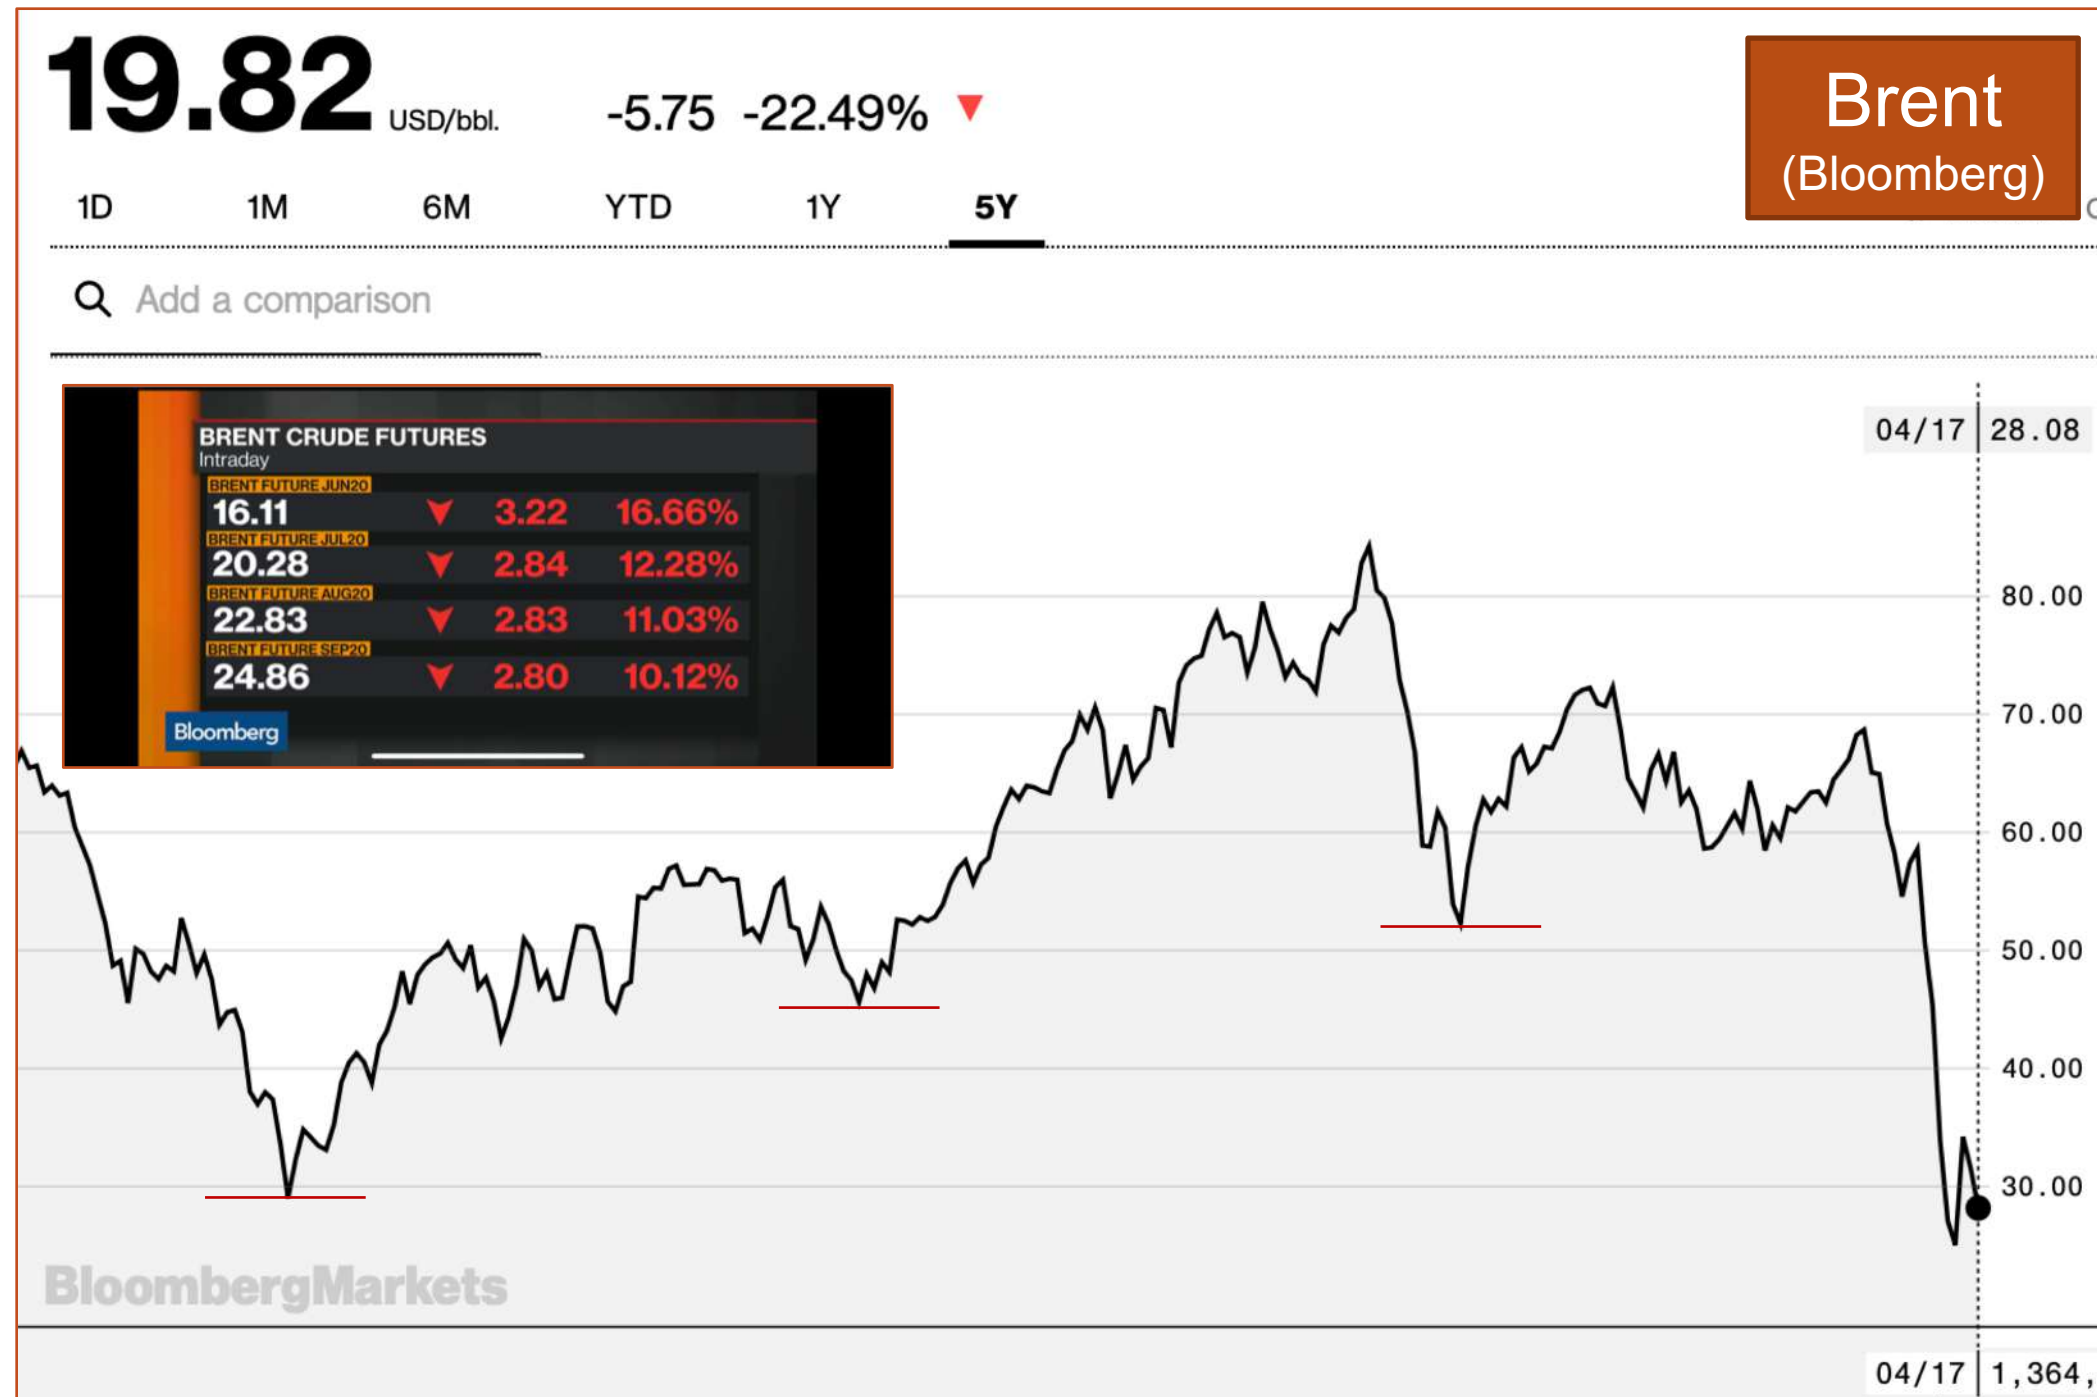 19.82 USD/bbl. -5.75 -22.49%
Brent
(Bloomberg)
1D 1M 6M YTD 1Y 5Y
Add a comparison
BRENT CRUDE FUTURES
Intraday
BRENT FUTURE JUN20
16.11 3.22 16.66%
BRENT FUTURE JUL20
20.28 2.84 12.28%
BRENT FUTURE AUG20
22.83 2.83 11.03%
BRENT FUTURE SEP20
24.86 2.80 10.12%
Bloomberg
04/17 28.08
80.00
70.00
60.00
50.00
40.00
30.00
BloombergMarkets
04/17 1,364,